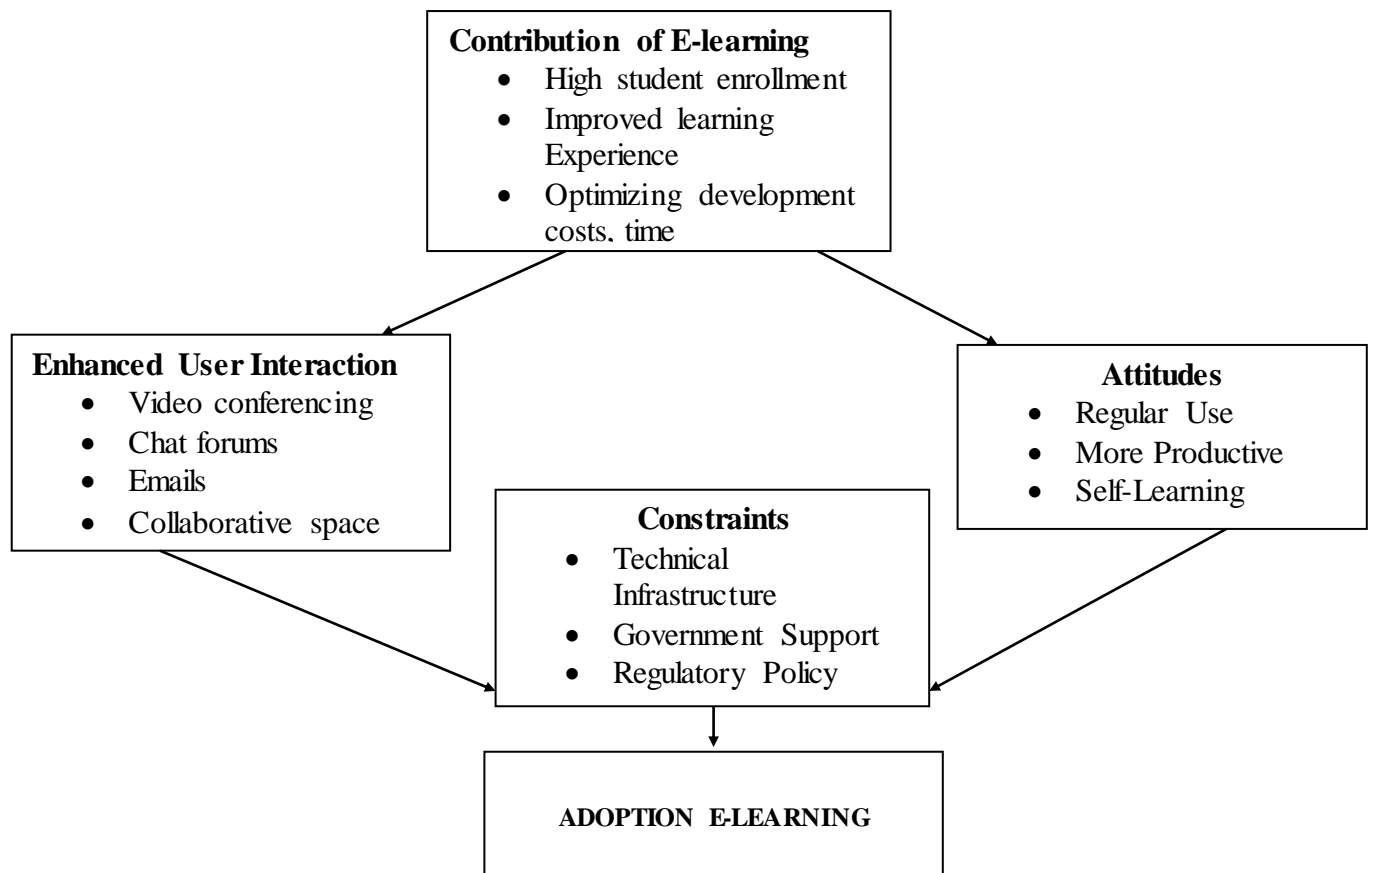 Contribution of E-learning
• High student enrollment
• Improved learning
Experience
• Optimizing development
costs, time
Enhanced User Interaction
• Video conferencing
• Chat forums
• Emails
• Collaborative space
Attitudes
• Regular Use
• More Productive
• Self-Learning
Constraints
• Technical
Infrastructure
• Government Support
• Regulatory Policy
ADOPTION E-LEARNING